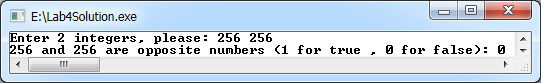 E:\Lab4Solution.exe
Enter 2 integers, please: 256 256
256 and 256 are opposite numbers (1 for true , 0 for false): 0